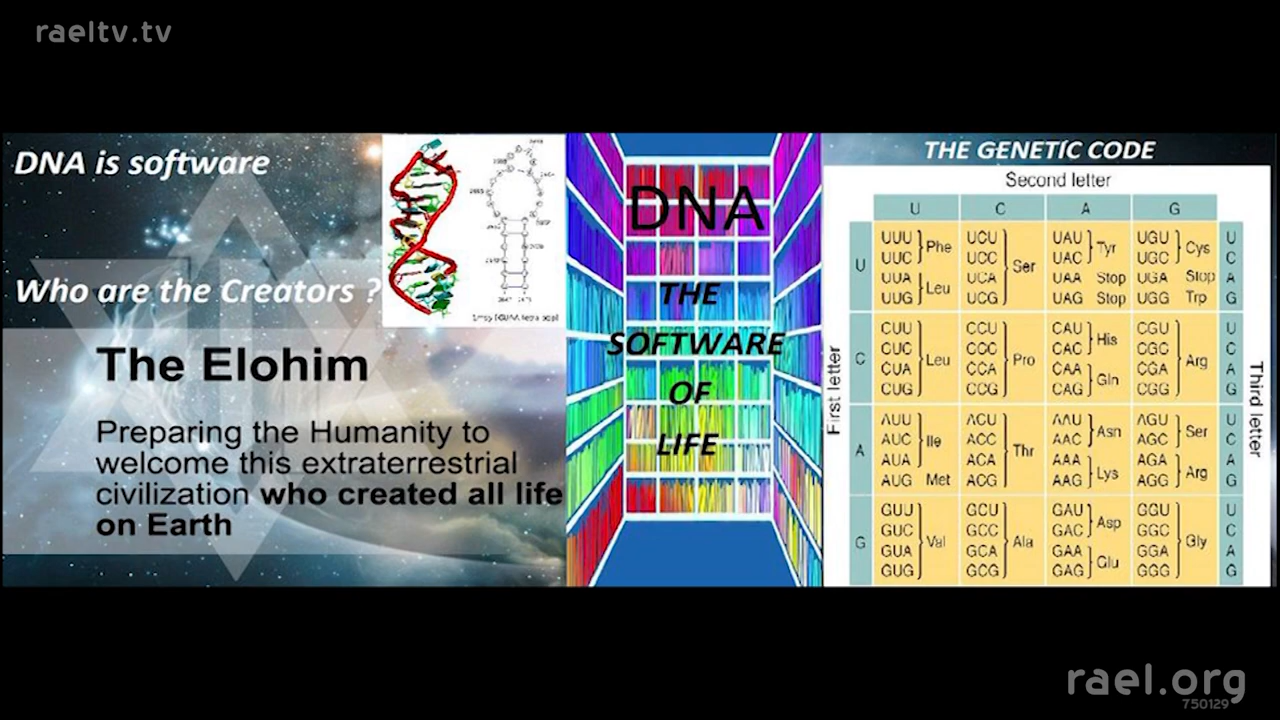 raeltv.tv
DNA is software
Who are the Creators ?
The Elohim
Preparing the Humanity to
welcome this extraterrestrial
civilization who created all life
on Earth
DNA
THE
SOFTWARE
OF
LIFE
THE GENETIC CODE
Second letter
U C A G
First letter
Third letter
U
UUU UUC Phe
UUA UUG Leu
UCU UCC UCA UCG Ser
UAU UAC Tyr
UAA Stop
UAG Stop
UGU UGC Cys
UGA Stop
UGG Trp
U C A G
C
CUU CUC CUA CUG Leu
CCU CCC CCA CCG Pro
CAU CAC His
CAA CAG Gln
CGU CGC CGA CGG Arg
U C A G
A
AUU AUC AUA Ile
AUG Met
ACU ACC ACA ACG Thr
AAU AAC Asn
AAA AAG Lys
AGU AGC Ser
AGA AGG Arg
U C A G
G
GUU GUC GUA GUG Val
GCU GCC GCA GCG Ala
GAU GAC Asp
GAA GAG Glu
GGU GGC GGA GGG Gly
U C A G
rael.org
750129